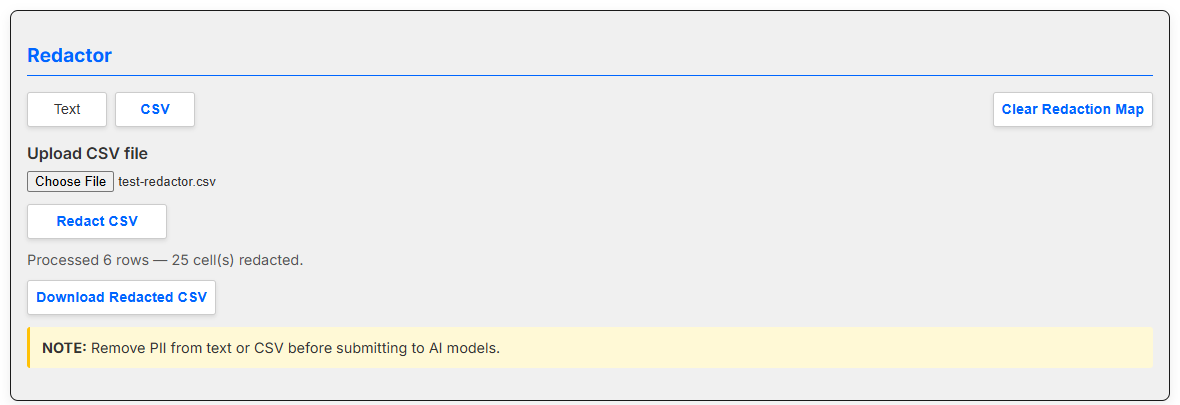 Redactor
Text CSV Clear Redaction Map
Upload CSV file
Choose File test-redactor.csv
Redact CSV
Processed 6 rows — 25 cell(s) redacted.
Download Redacted CSV
NOTE: Remove PII from text or CSV before submitting to AI models.